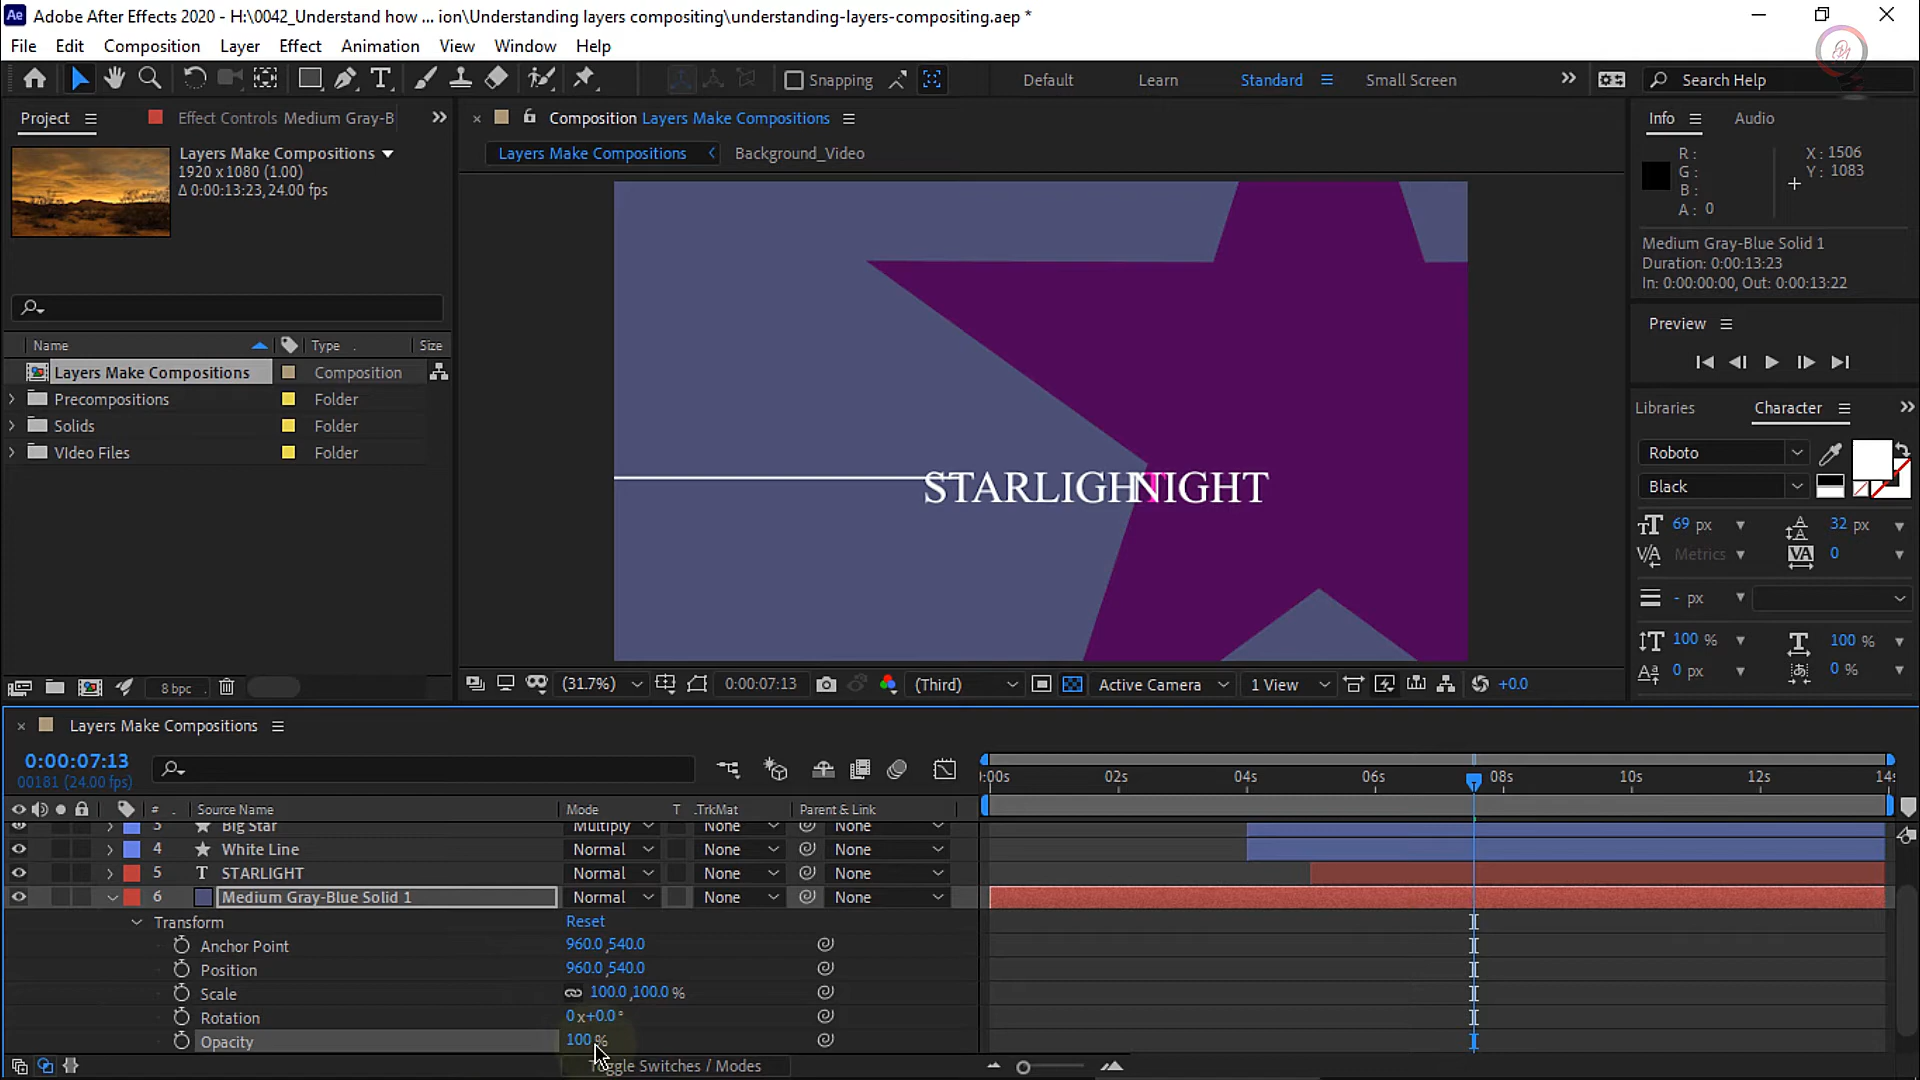 Ae Adobe After Effects 2020 - H:\0042_Understand how ... ion\Understanding layers compositing\understanding-layers-compositing.aep *
File Edit Composition Layer Effect Animation View Window Help
Snapping Default Learn Standard Small Screen Search Help
Project Effect Controls Medium Gray-B
Composition Layers Make Compositions
Info Audio
Layers Make Compositions
1920 x 1080 (1.00)
Δ 0:00:13:23, 24.00 fps
Layers Make Compositions Background_Video
R: X: 1506
G: Y: 1083
B:
A: 0
Medium Gray-Blue Solid 1
Duration: 0:00:13:23
In: 0:00:00:00, Out: 0:00:13:22
Preview
Name Type Size
Layers Make Compositions Composition
Precompositions Folder
Solids Folder
VIdeo Files Folder
STARLIGH NIGHT
Libraries Character
Roboto
Black
69 px 32 px
Metrics 0
- px
100 % 100 %
0 px 0 %
8 bpc
(31.7%) 0:00:07:13 (Third) Active Camera 1 View +0.0
Layers Make Compositions
0:00:07:13
00181 (24.00 fps)
:00s 02s 04s 06s 08s 10s 12s 14s
# Source Name Mode T .TrkMat Parent & Link
3 Big Star Multiply None None
4 White Line Normal None None
5 T STARLIGHT Normal None None
6 Medium Gray-Blue Solid 1 Normal None None
Transform Reset
Anchor Point 960.0,540.0
Position 960.0,540.0
Scale 100.0,100.0 %
Rotation 0x+0.0°
Opacity 100 %
Toggle Switches / Modes